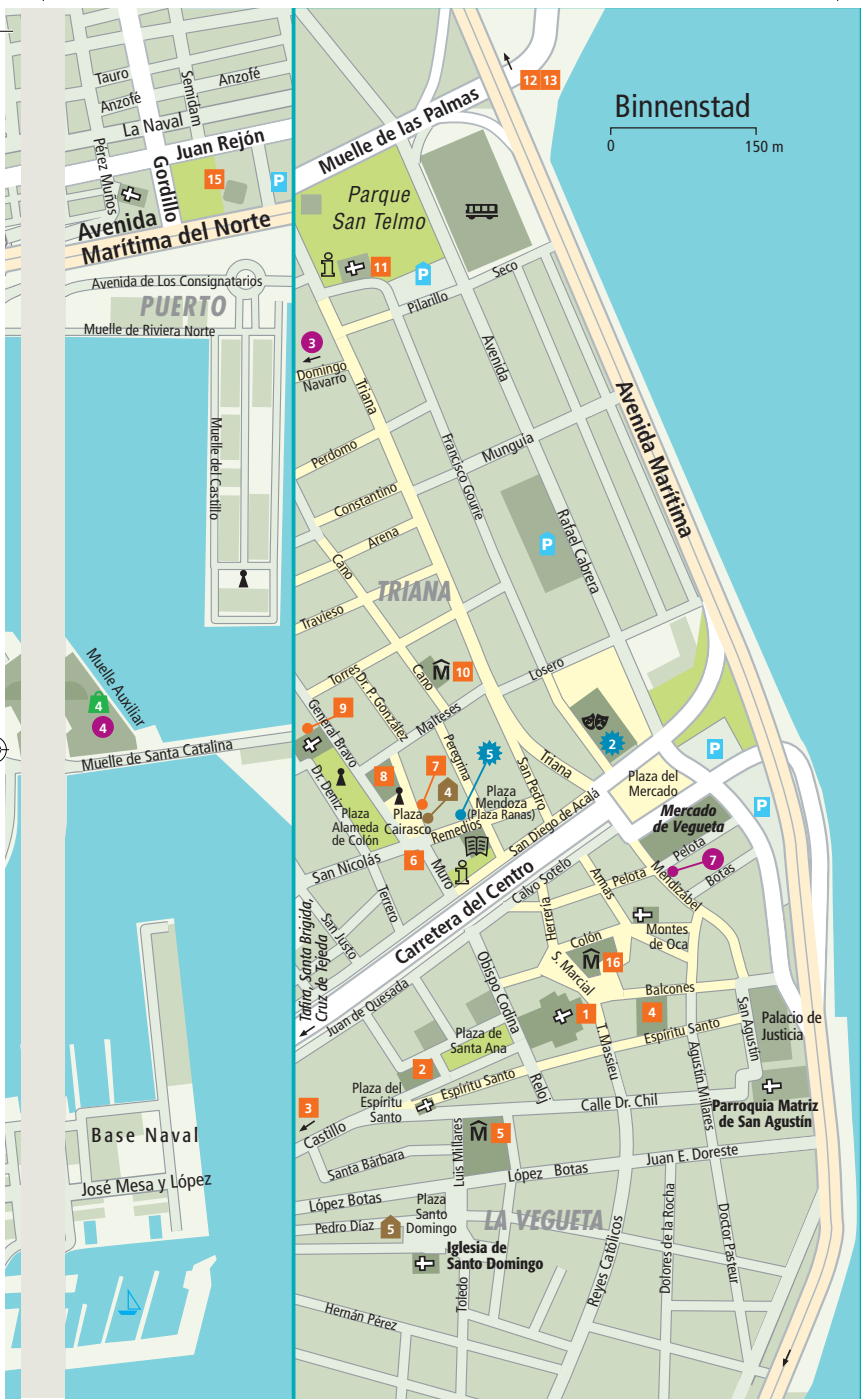 Tauro
Anzofé
Semidam
Anzofé
La Naval
Juan Rejón
Pérez Muños
Gordillo
15
P
Avenida
Marítima del Norte
Avenida de Los Consignatarios
PUERTO
Muelle de Riviera Norte
Muelle del Castillo
Muelle Auxiliar
4
4
Muelle de Santa Catalina
Base Naval
José Mesa y López
Binnenstad
0 150 m
12 13
Muelle de las Palmas
Parque
San Telmo
11
P
Seco
Pilarillo
3
Domingo
Navarro
Triana
Avenida
Avenida Marítima
Perdomo
Munguía
Francisco Gourie
Constantino
Arena
Cano
P
Rafael Cabrera
TRIANA
Travieso
Torres
Dr. P. González
Cano
M 10
Losero
9
General Bravo
Malteses
Peregrina
5
2
Triana
San Pedro
P
8
7
4
Dr. Deniz
Plaza
Alameda
de Colón
Plaza
Cairasco
Plaza
Mendoza
(Plaza Ranas)
Remedios
San Diego de Acalá
Plaza del
Mercado
Mercado
de Vegueta
P
6
San Nicolás
Muro
Terrero
San Justo
Carretera del Centro
Calvo Sotelo
Armas
Pelota
Pelota
7
Mendizábel
Botas
Herrería
Montes
de Oca
Colón
M 16
S. Marcial
Balcones
Tafira, Santa Brígida,
Cruz de Tejeda
Juan de Quesada
Obispo Codina
1
4
San Agustín
Palacio de
Justicia
Plaza de
Santa Ana
T. Massieu
Espíritu Santo
2
Espíritu Santo
Reloj
Agustín Millares
Plaza del
Espíritu
Santo
3
Castillo
Calle Dr. Chil
Parroquia Matriz
de San Agustín
M 5
Luis Millares
Santa Bárbara
López Botas
Juan E. Doreste
López Botas
Plaza
Santo
Domingo
Pedro Díaz
5
LA VEGUETA
Iglesia de
Santo Domingo
Toledo
Reyes Católicos
Dolores de la Rocha
Doctor Pasteur
Hernán Pérez